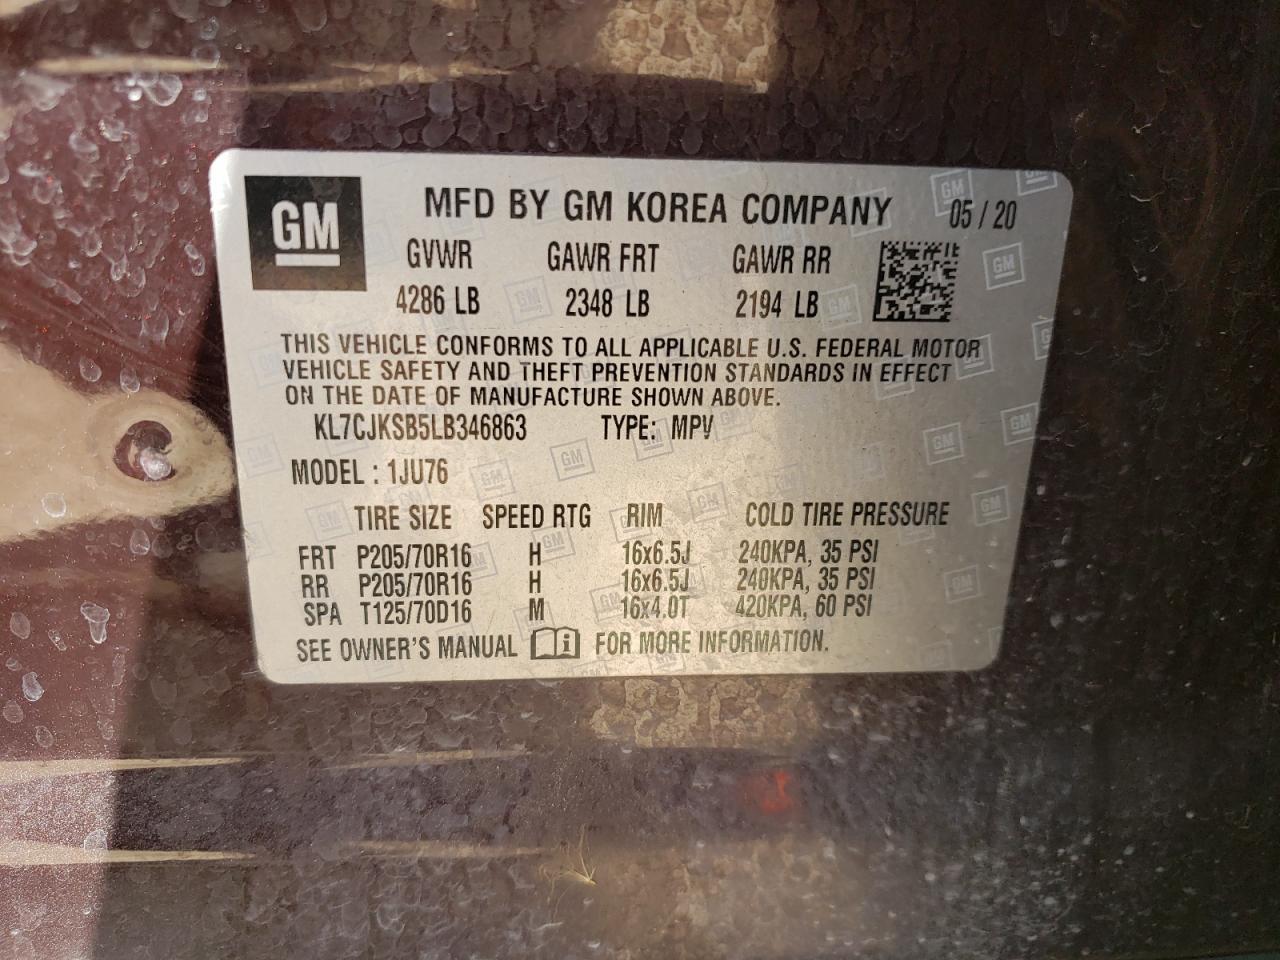 GM
MFD BY GM KOREA COMPANY 05 / 20
GVWR GAWR FRT GAWR RR
4286 LB 2348 LB 2194 LB
THIS VEHICLE CONFORMS TO ALL APPLICABLE U.S. FEDERAL MOTOR
VEHICLE SAFETY AND THEFT PREVENTION STANDARDS IN EFFECT
ON THE DATE OF MANUFACTURE SHOWN ABOVE.
KL7CJKSB5LB346863 TYPE: MPV
MODEL : 1JU76
TIRE SIZE SPEED RTG RIM COLD TIRE PRESSURE
FRT P205/70R16 H 16x6.5J 240KPA, 35 PSI
RR P205/70R16 H 16x6.5J 240KPA, 35 PSI
SPA T125/70D16 M 16x4.0T 420KPA, 60 PSI
SEE OWNER'S MANUAL i FOR MORE INFORMATION.